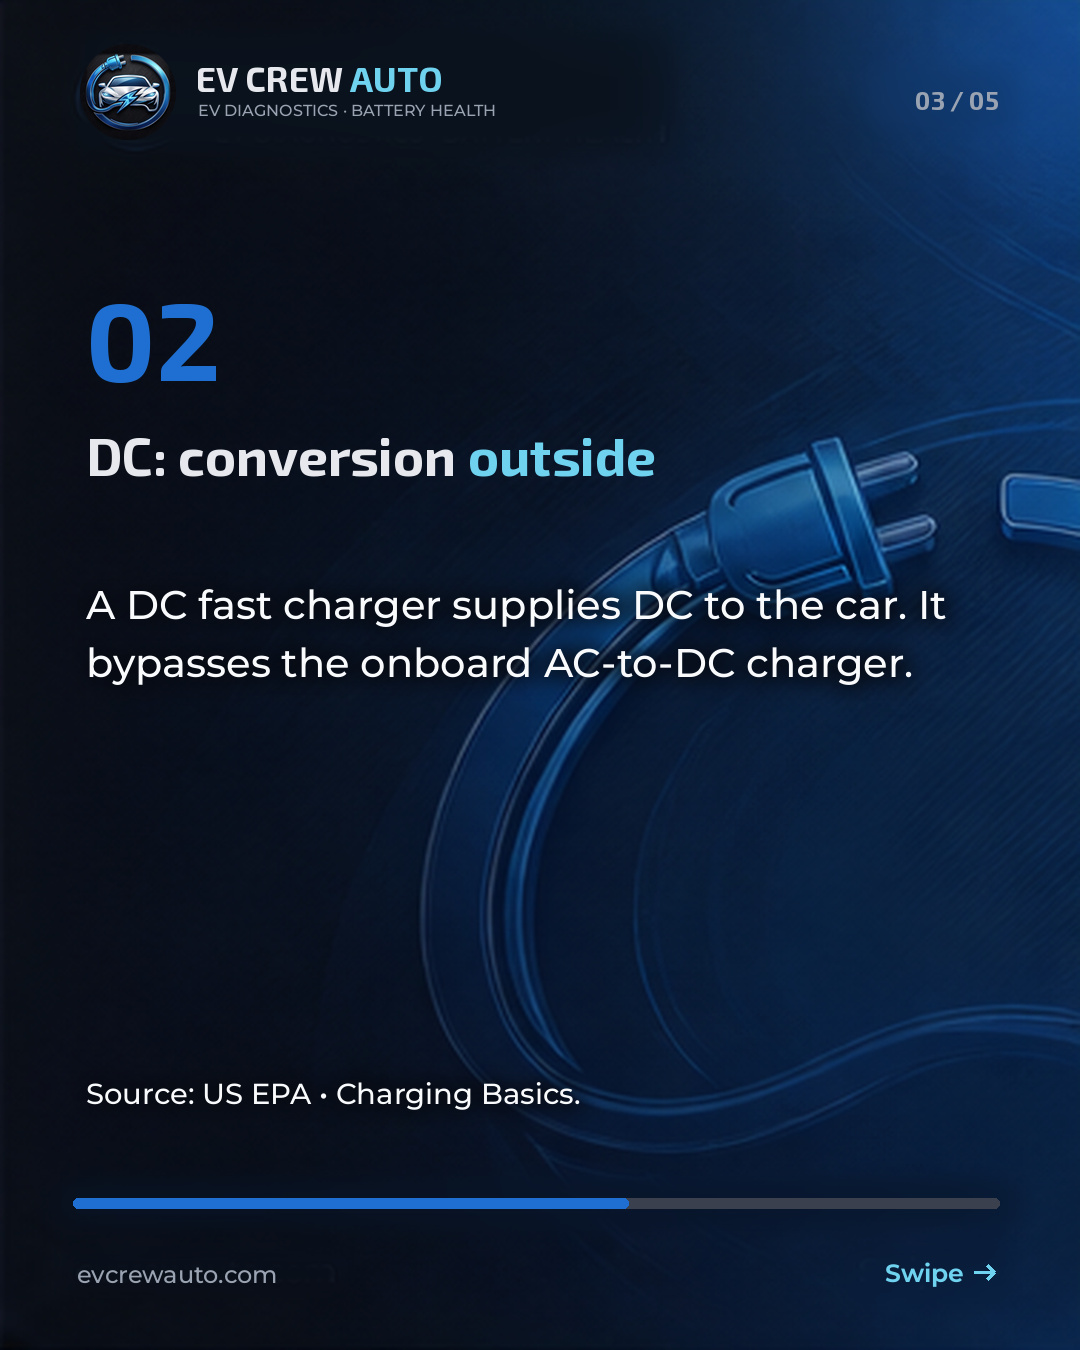 EV CREW AUTO
EV DIAGNOSTICS · BATTERY HEALTH
03 / 05
02
DC: conversion outside
A DC fast charger supplies DC to the car. It
bypasses the onboard AC-to-DC charger.
Source: US EPA • Charging Basics.
evcrewauto.com
Swipe →